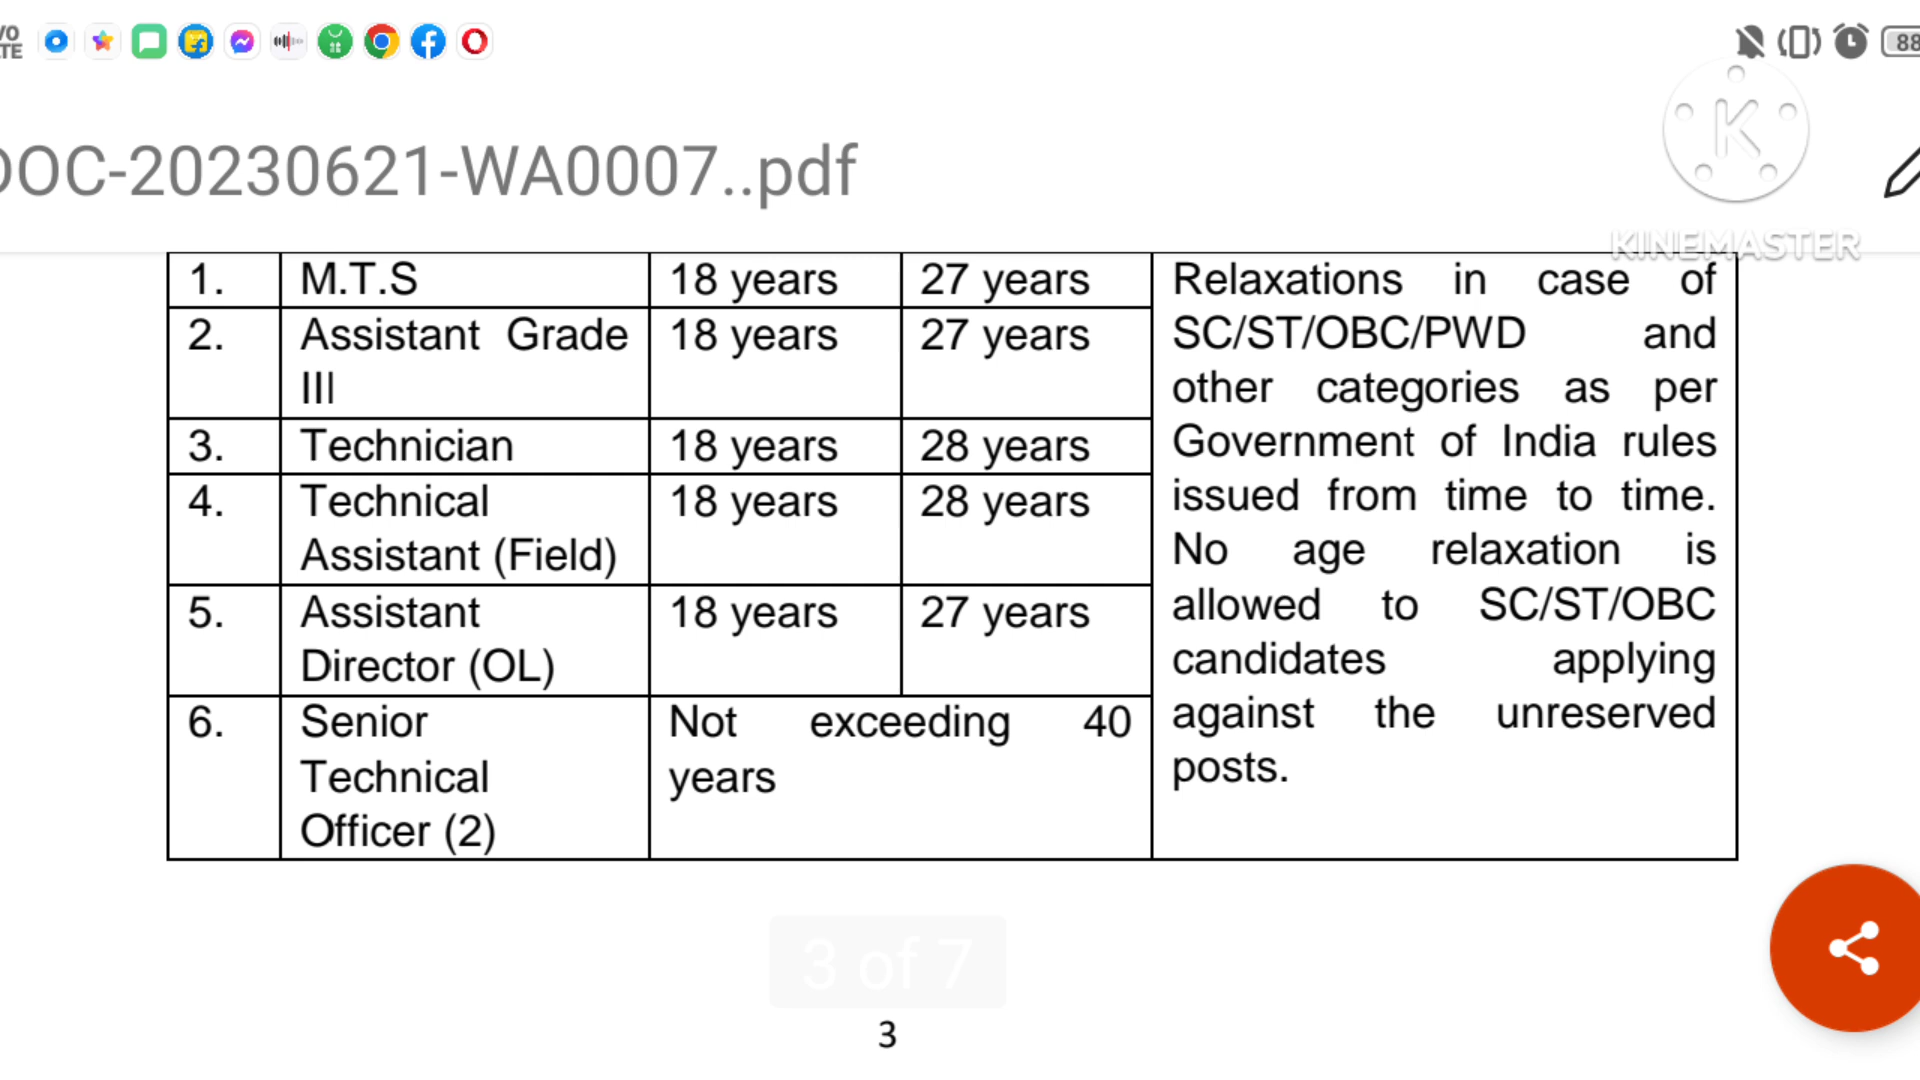 DOC-20230621-WA0007..pdf
KINEMASTER
1. M.T.S 18 years 27 years
2. Assistant Grade III 18 years 27 years
3. Technician 18 years 28 years
4. Technical Assistant (Field) 18 years 28 years
5. Assistant Director (OL) 18 years 27 years
6. Senior Technical Officer (2) Not exceeding 40 years
Relaxations in case of
SC/ST/OBC/PWD and
other categories as per
Government of India rules
issued from time to time.
No age relaxation is
allowed to SC/ST/OBC
candidates applying
against the unreserved
posts.
3 of 7
3
88